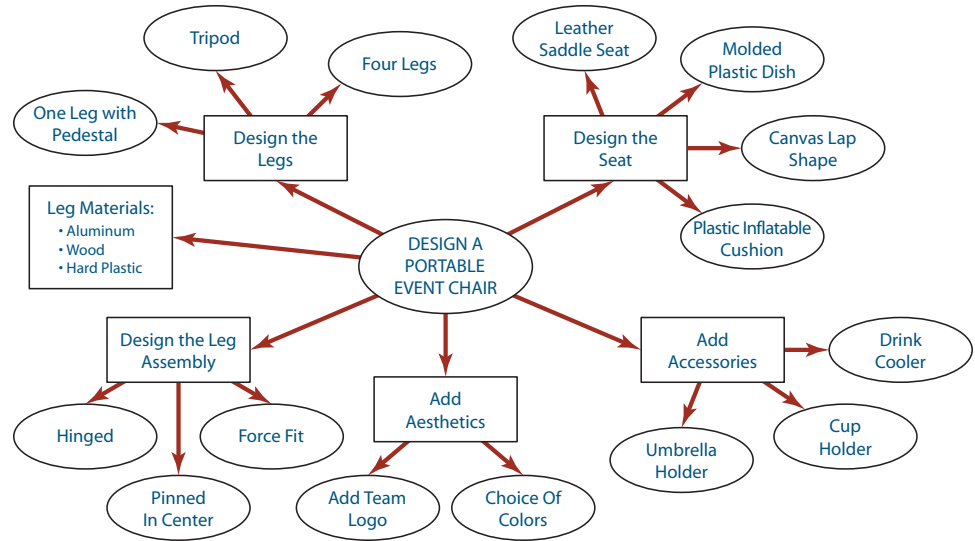 Tripod
Four Legs
One Leg with
Pedestal
Design the
Legs
Leather
Saddle Seat
Molded
Plastic Dish
Design the
Seat
Canvas Lap
Shape
Plastic Inflatable
Cushion
Leg Materials:
• Aluminum
• Wood
• Hard Plastic
DESIGN A
PORTABLE
EVENT CHAIR
Design the Leg
Assembly
Hinged
Force Fit
Pinned
In Center
Add
Aesthetics
Add Team
Logo
Choice Of
Colors
Add
Accessories
Drink
Cooler
Umbrella
Holder
Cup
Holder